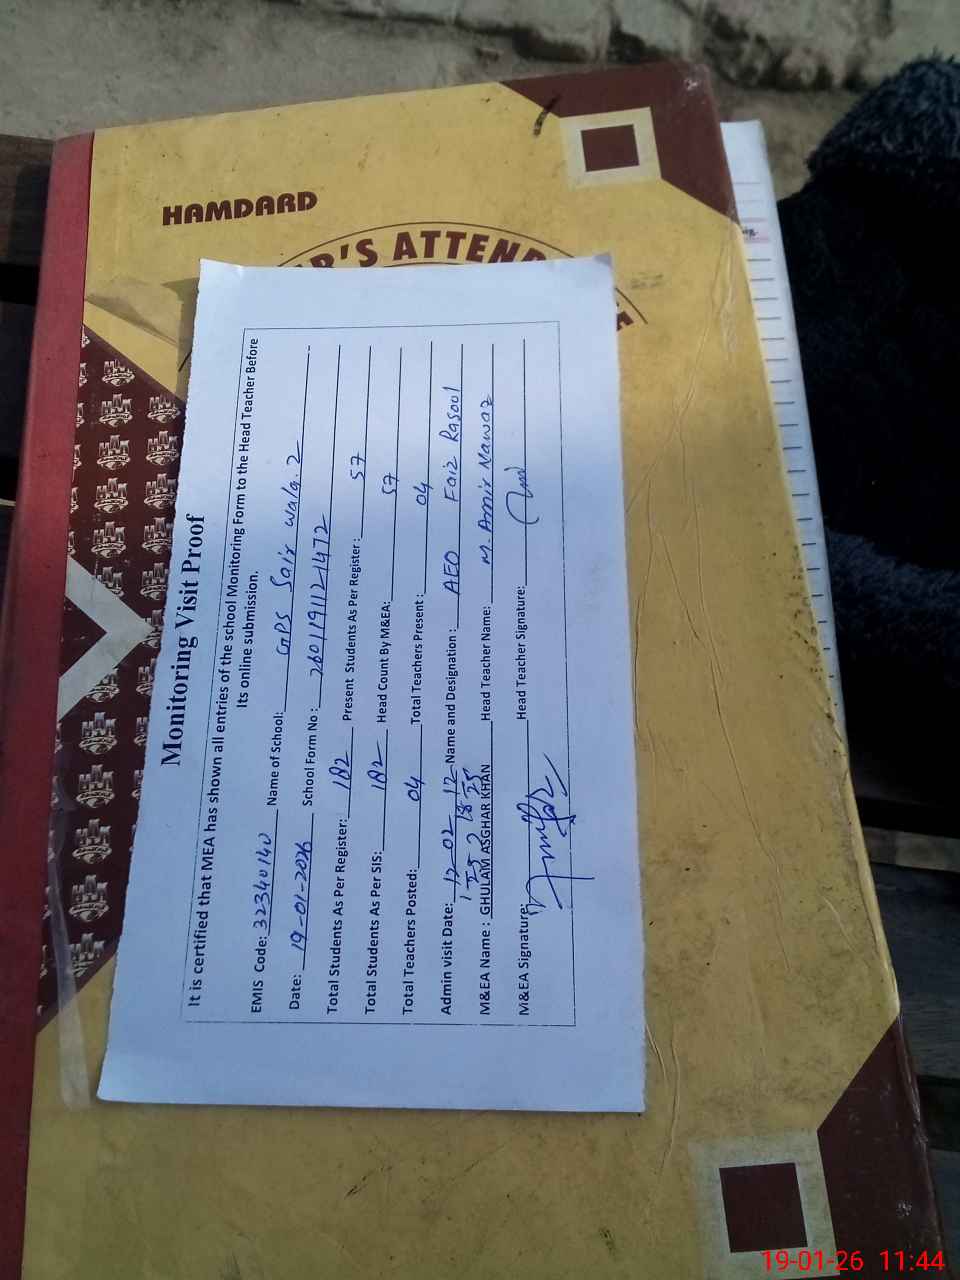 HAMDARD
R'S ATTEND
Monitoring Visit Proof
It is certified that MEA has shown all entries of the school Monitoring Form to the Head Teacher Before
Its online submission.
EMIS Code: 32340140 Name of School: GPS Sair wala. 2
Date: 19-01-2026 School Form No: 260119112141472
Total Students As Per Register: 182 Present Students As Per Register: 57
Total Students As Per SIS: 182 Head Count By M&EA: 57
Total Teachers Posted: 04 Total Teachers Present: 04
Admin visit Date: 12-02 12 Name and Designation: AEO Faiz Rasool
M&EA Name: GHULAM ASGHAR KHAN Head Teacher Name: M. Amir Nawaz
M&EA Signature: Head Teacher Signature:
19-01-26 11:44